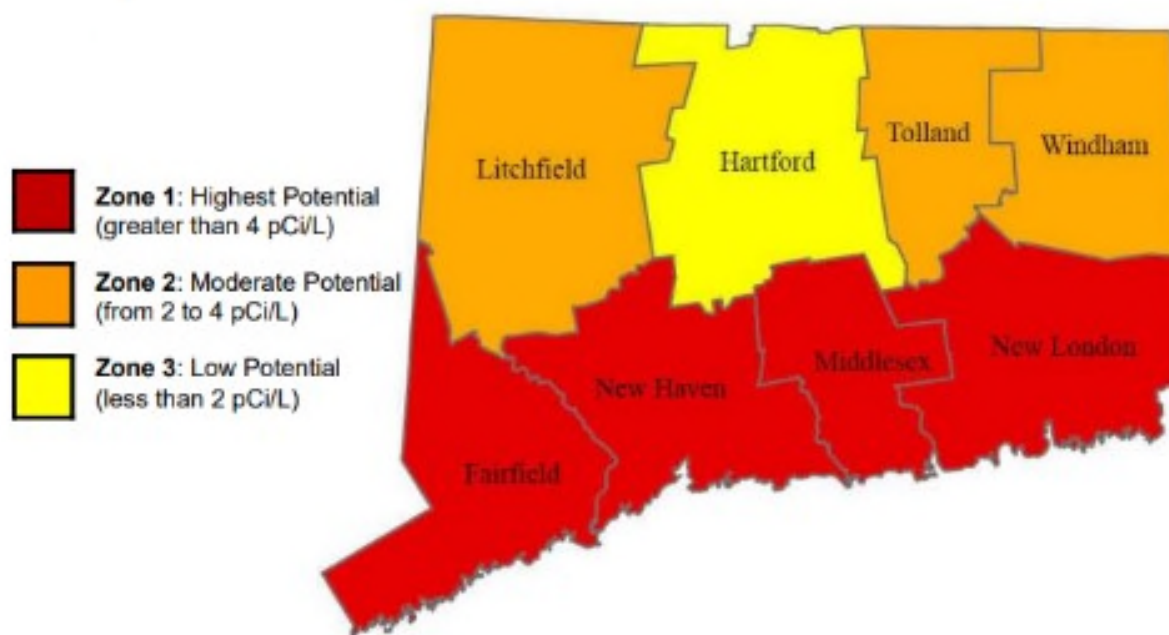 Zone 1: Highest Potential
(greater than 4 pCi/L)
Zone 2: Moderate Potential
(from 2 to 4 pCi/L)
Zone 3: Low Potential
(less than 2 pCi/L)
Litchfield
Hartford
Tolland
Windham
Fairfield
New Haven
Middlesex
New London